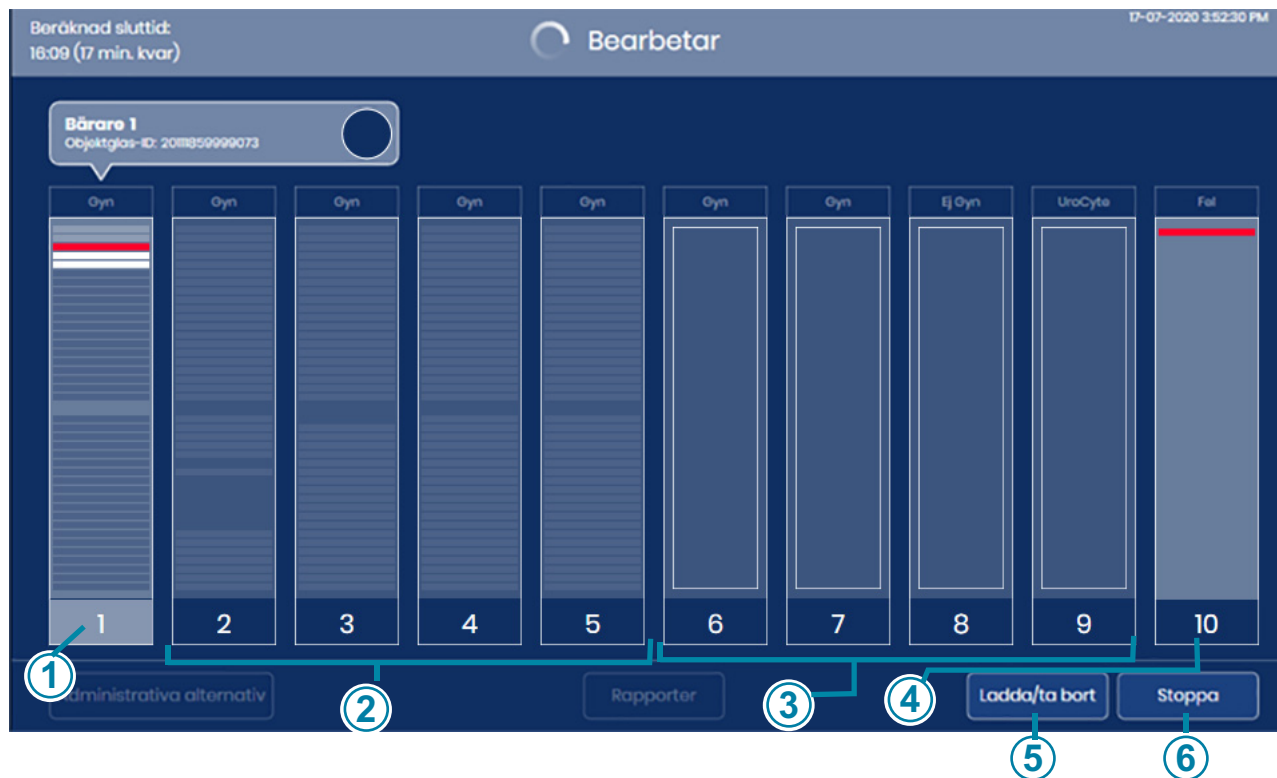 Beräknad sluttid:
16:09 (17 min. kvar)
Bearbetar
17-07-2020 3:52:30 PM
Bärare 1
Objektglas-ID: 20111859999073
Gyn Gyn Gyn Gyn Gyn Gyn Gyn Ej Gyn UroCyte Fel
1 2 3 4 5 6 7 8 9 10
Administrativa alternativ Rapporter Ladda/ta bort Stoppa
1 2 3 4
5 6